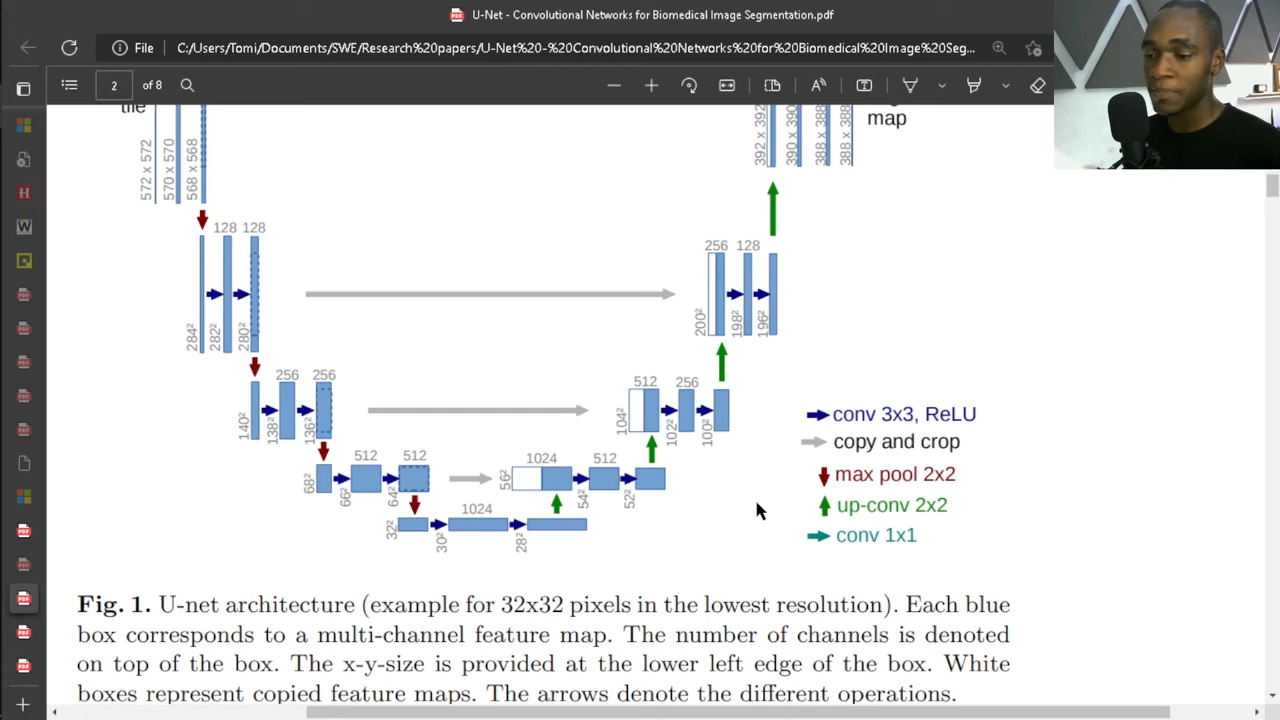 U-Net - Convolutional Networks for Biomedical Image Segmentation.pdf
File C:/Users/Tomi/Documents/SWE/Research%20papers/U-Net%20-%20Convolutional%20Networks%20for%20Biomedical%20Image%20Seg...
2 of 8
the
map
572 x 572
570 x 570
568 x 568
392 x 392
390 x 390
388 x 388
388 x 388
128 128
284²
282²
280²
256 128
200²
198²
196²
256 256
140²
138²
136²
512 256
104²
102²
100²
512 512
68²
66²
64²
1024 512
56²
54²
52²
1024
32²
30²
28²
conv 3x3, ReLU
copy and crop
max pool 2x2
up-conv 2x2
conv 1x1
Fig. 1. U-net architecture (example for 32x32 pixels in the lowest resolution). Each blue
box corresponds to a multi-channel feature map. The number of channels is denoted
on top of the box. The x-y-size is provided at the lower left edge of the box. White
boxes represent copied feature maps. The arrows denote the different operations.